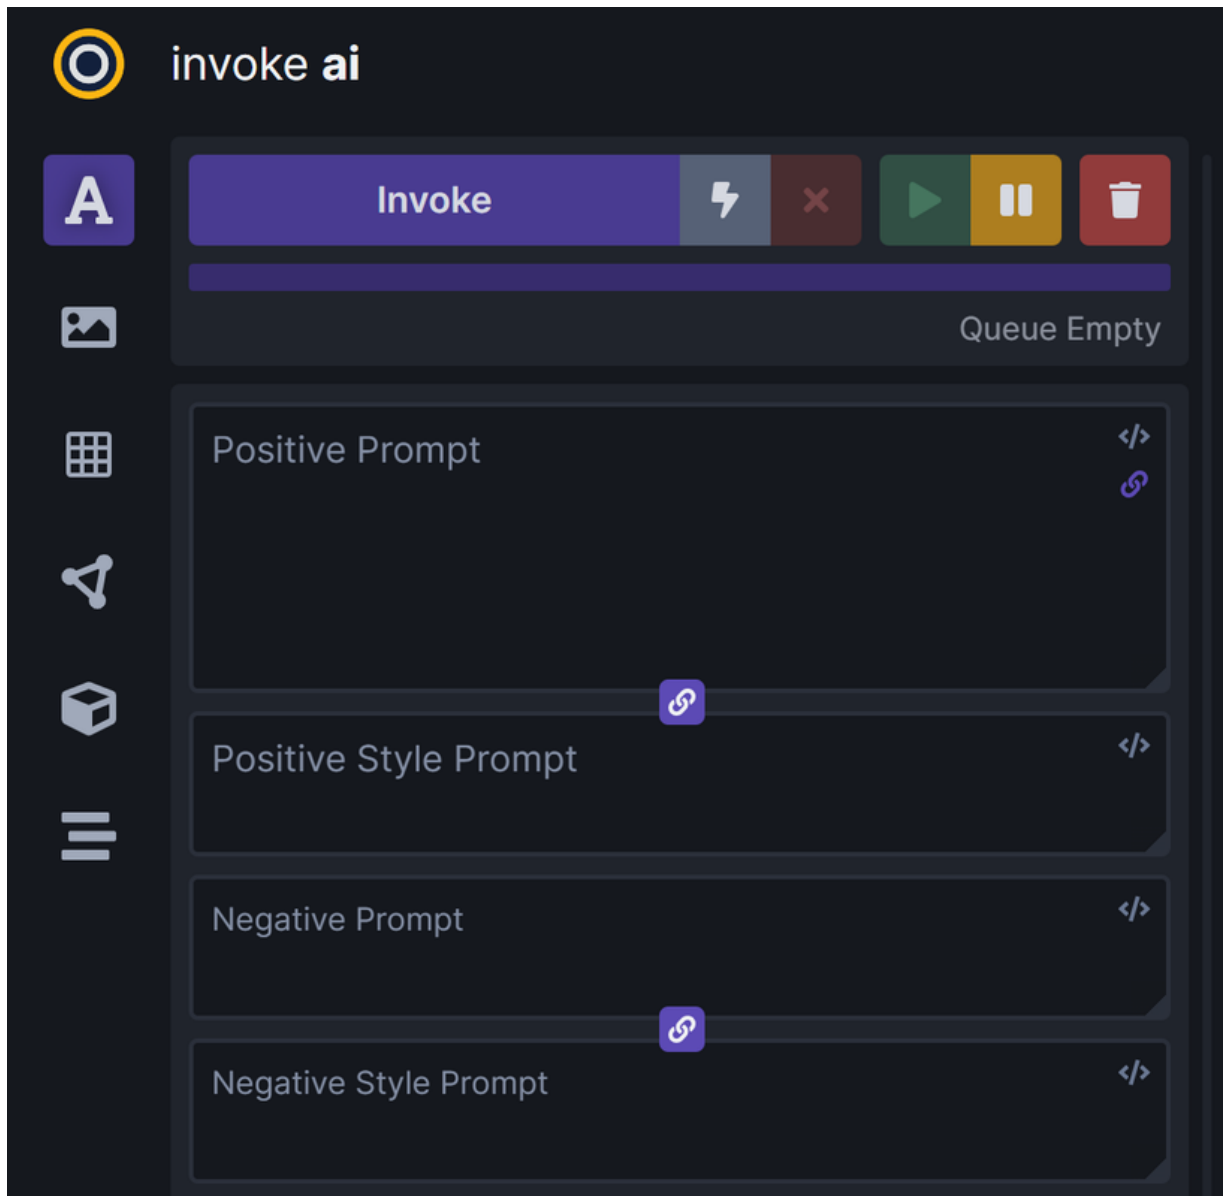 invoke ai
A
Invoke
Queue Empty
Positive Prompt
</>
Positive Style Prompt
</>
Negative Prompt
</>
Negative Style Prompt
</>